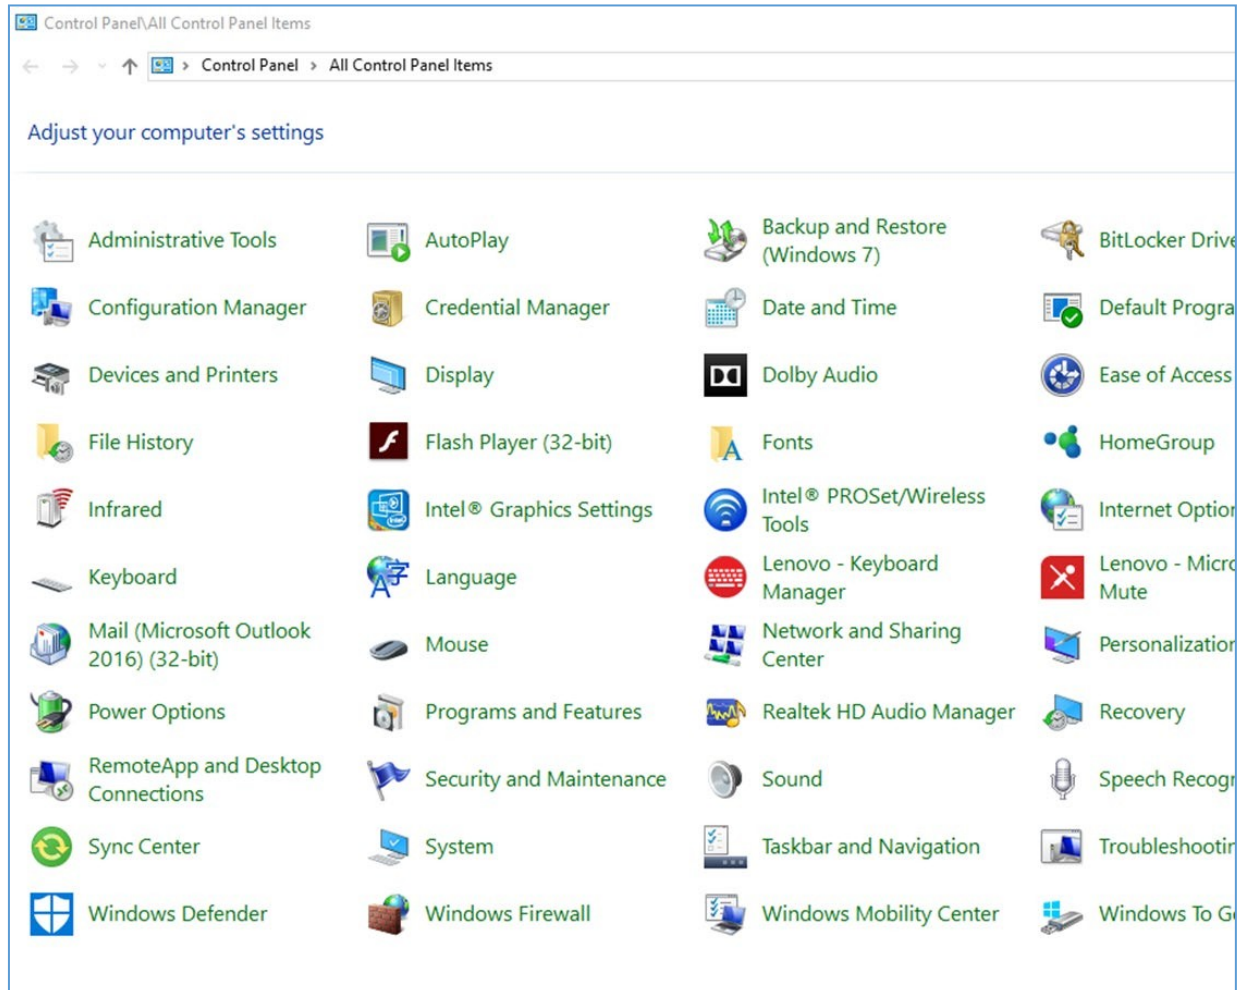 Control Panel\All Control Panel Items
Control Panel > All Control Panel Items
Adjust your computer's settings
Administrative Tools
AutoPlay
Backup and Restore
(Windows 7)
BitLocker Drive
Configuration Manager
Credential Manager
Date and Time
Default Progra
Devices and Printers
Display
Dolby Audio
Ease of Access
File History
Flash Player (32-bit)
Fonts
HomeGroup
Infrared
Intel® Graphics Settings
Intel® PROSet/Wireless
Tools
Internet Option
Keyboard
Language
Lenovo - Keyboard
Manager
Lenovo - Micro
Mute
Mail (Microsoft Outlook
2016) (32-bit)
Mouse
Network and Sharing
Center
Personalization
Power Options
Programs and Features
Realtek HD Audio Manager
Recovery
RemoteApp and Desktop
Connections
Security and Maintenance
Sound
Speech Recogn
Sync Center
System
Taskbar and Navigation
Troubleshootin
Windows Defender
Windows Firewall
Windows Mobility Center
Windows To G